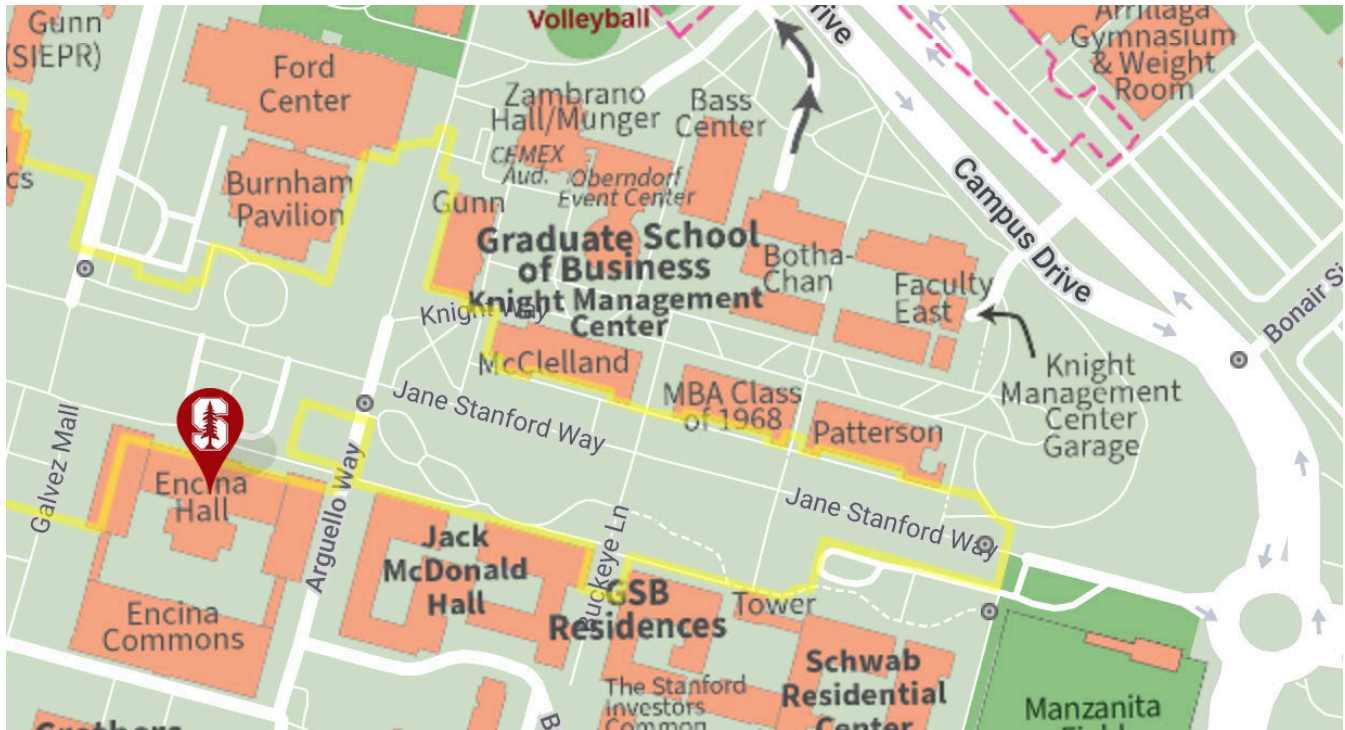 Gunn
(SIEPR)
Volleyball
Drive
Arrillaga
Gymnasium
& Weight
Room
Ford
Center
Zambrano
Hall/Munger
Bass
Center
CEMEX
Aud.
Oberndorf
Event Center
cs
Burnham
Pavilion
Gunn
Campus Drive
Graduate School
of Business
Knight Management
Center
Botha-
Chan
Faculty
East
Knight Way
Bonair Si
McClelland
Knight
Management
Center
Garage
Jane Stanford Way
MBA Class
of 1968
Patterson
S
Galvez Mall
Encina
Hall
Arguello Way
Jane Stanford Way
Jack
McDonald
Hall
Buckeye Ln
GSB
Residences
Tower
Encina
Commons
Schwab
Residential
Center
The Stanford
Investors
Common
B
Manzanita
Field
Crothers